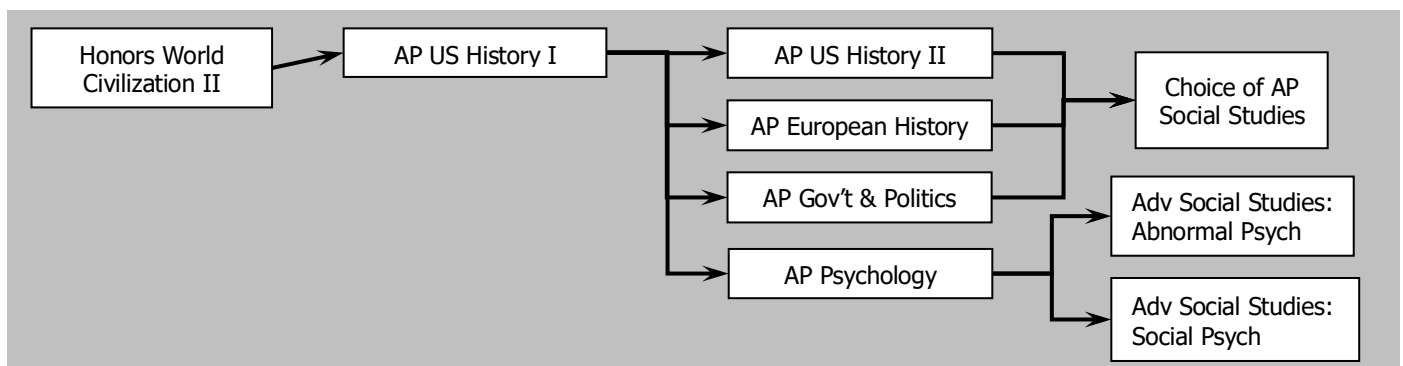 Honors World
Civilization II
AP US History I
AP US History II
AP European History
AP Gov’t & Politics
AP Psychology
Choice of AP
Social Studies
Adv Social Studies:
Abnormal Psych
Adv Social Studies:
Social Psych